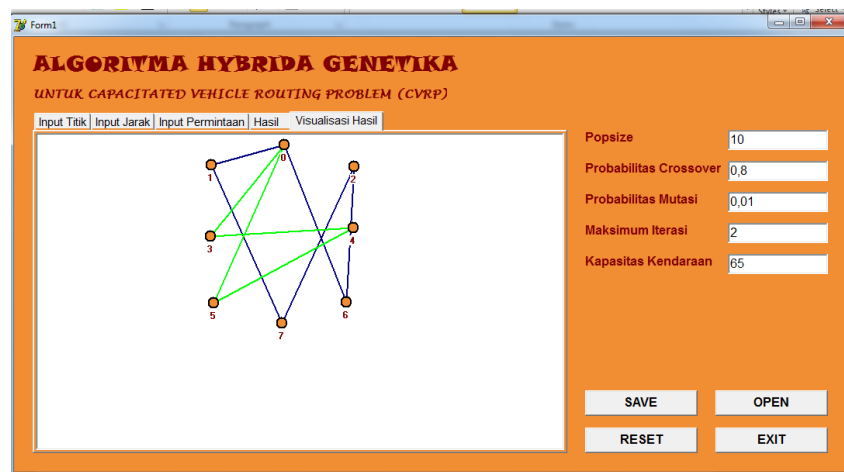 Form1
ALGORITMA HYBRIDA GENETIKA
UNTUK CAPACITATED VEHICLE ROUTING PROBLEM (CVRP)
Input Titik Input Jarak Input Permintaan Hasil Visualisasi Hasil
0
1
2
3
4
5
6
7
Popsize 10
Probabilitas Crossover 0,8
Probabilitas Mutasi 0,01
Maksimum Iterasi 2
Kapasitas Kendaraan 65
SAVE OPEN
RESET EXIT